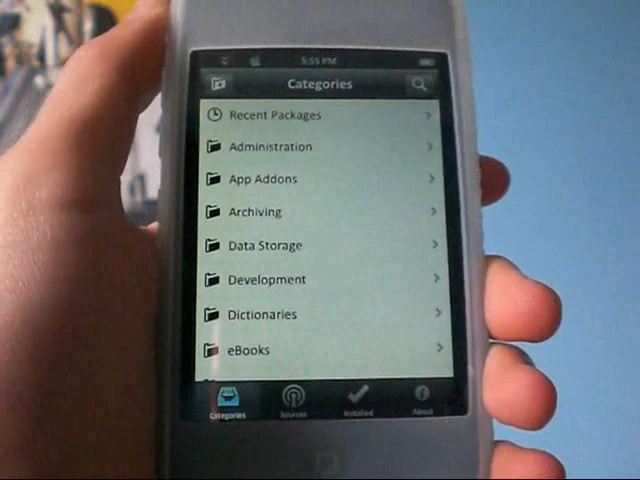 5:55 PM
Categories
Recent Packages
Administration
App Addons
Archiving
Data Storage
Development
Dictionaries
eBooks
Categories Sources Installed About